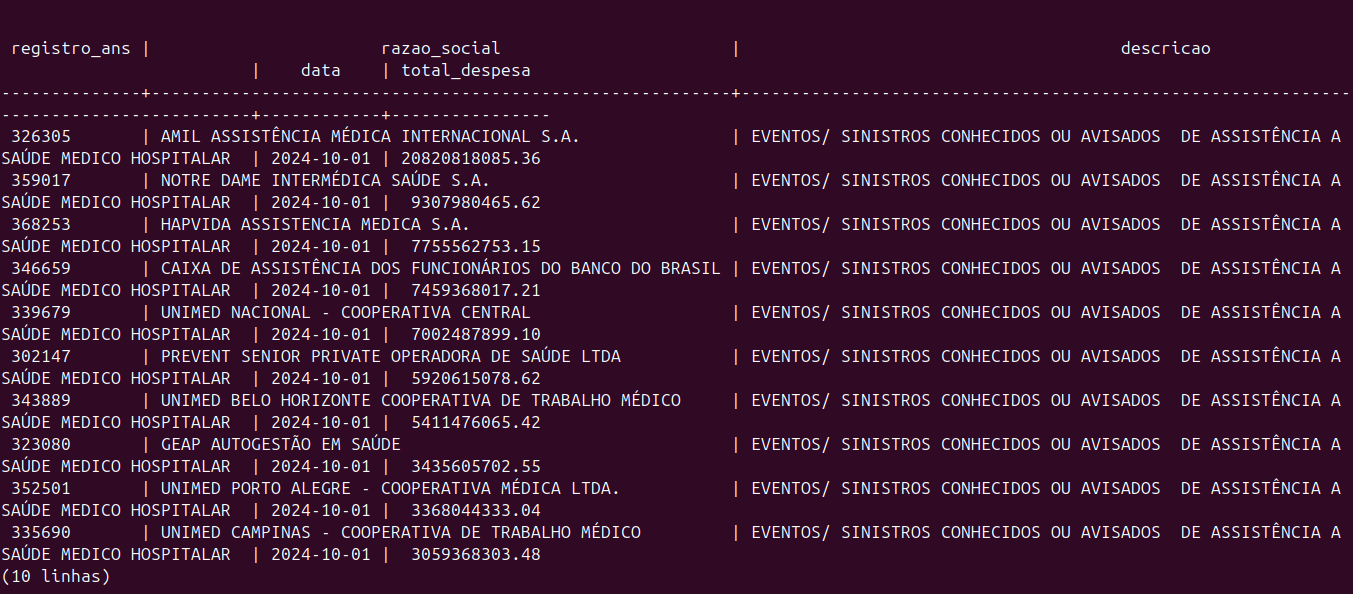 registro_ans |                       razao_social                       |                                      descricao
                         |    data    | total_despesa
--------------+----------------------------------------------------------+-------------------------------------------------------------
-------------------------+------------+----------------
 326305       | AMIL ASSISTÊNCIA MÉDICA INTERNACIONAL S.A.               | EVENTOS/ SINISTROS CONHECIDOS OU AVISADOS  DE ASSISTÊNCIA A
SAÚDE MEDICO HOSPITALAR  | 2024-10-01 | 20820818085.36
 359017       | NOTRE DAME INTERMÉDICA SAÚDE S.A.                        | EVENTOS/ SINISTROS CONHECIDOS OU AVISADOS  DE ASSISTÊNCIA A
SAÚDE MEDICO HOSPITALAR  | 2024-10-01 |  9307980465.62
 368253       | HAPVIDA ASSISTENCIA MEDICA S.A.                          | EVENTOS/ SINISTROS CONHECIDOS OU AVISADOS  DE ASSISTÊNCIA A
SAÚDE MEDICO HOSPITALAR  | 2024-10-01 |  7755562753.15
 346659       | CAIXA DE ASSISTÊNCIA DOS FUNCIONÁRIOS DO BANCO DO BRASIL | EVENTOS/ SINISTROS CONHECIDOS OU AVISADOS  DE ASSISTÊNCIA A
SAÚDE MEDICO HOSPITALAR  | 2024-10-01 |  7459368017.21
 339679       | UNIMED NACIONAL - COOPERATIVA CENTRAL                    | EVENTOS/ SINISTROS CONHECIDOS OU AVISADOS  DE ASSISTÊNCIA A
SAÚDE MEDICO HOSPITALAR  | 2024-10-01 |  7002487899.10
 302147       | PREVENT SENIOR PRIVATE OPERADORA DE SAÚDE LTDA           | EVENTOS/ SINISTROS CONHECIDOS OU AVISADOS  DE ASSISTÊNCIA A
SAÚDE MEDICO HOSPITALAR  | 2024-10-01 |  5920615078.62
 343889       | UNIMED BELO HORIZONTE COOPERATIVA DE TRABALHO MÉDICO     | EVENTOS/ SINISTROS CONHECIDOS OU AVISADOS  DE ASSISTÊNCIA A
SAÚDE MEDICO HOSPITALAR  | 2024-10-01 |  5411476065.42
 323080       | GEAP AUTOGESTÃO EM SAÚDE                                 | EVENTOS/ SINISTROS CONHECIDOS OU AVISADOS  DE ASSISTÊNCIA A
SAÚDE MEDICO HOSPITALAR  | 2024-10-01 |  3435605702.55
 352501       | UNIMED PORTO ALEGRE - COOPERATIVA MÉDICA LTDA.           | EVENTOS/ SINISTROS CONHECIDOS OU AVISADOS  DE ASSISTÊNCIA A
SAÚDE MEDICO HOSPITALAR  | 2024-10-01 |  3368044333.04
 335690       | UNIMED CAMPINAS - COOPERATIVA DE TRABALHO MÉDICO         | EVENTOS/ SINISTROS CONHECIDOS OU AVISADOS  DE ASSISTÊNCIA A
SAÚDE MEDICO HOSPITALAR  | 2024-10-01 |  3059368303.48
(10 linhas)